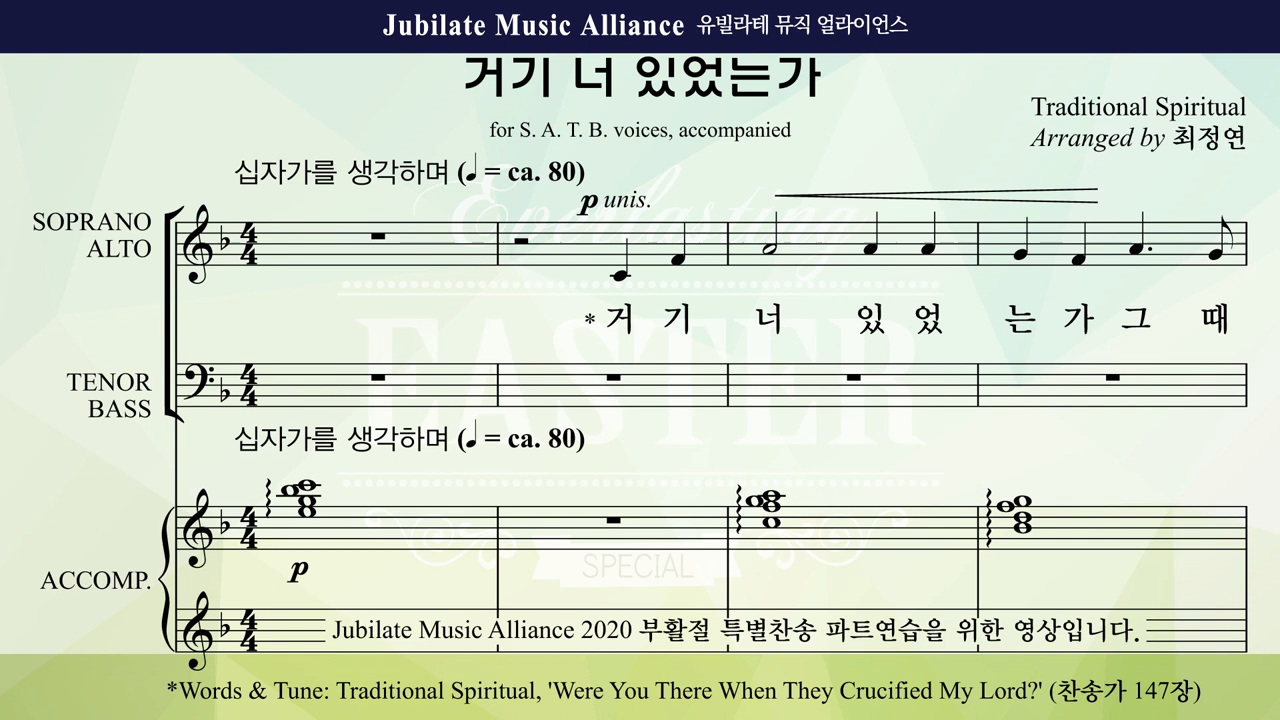 Jubilate Music Alliance 유빌라테 뮤직 얼라이언스
거기 너 있었는가
for S. A. T. B. voices, accompanied
Traditional Spiritual
Arranged by 최정연
십자가를 생각하며 (♩ = ca. 80)
p unis.
SOPRANO
ALTO
*거 기 너 있 었 는 가 그 때
TENOR
BASS
십자가를 생각하며 (♩ = ca. 80)
p
ACCOMP.
Everlasting
EASTER
SPECIAL
Jubilate Music Alliance 2020 부활절 특별찬송 파트연습을 위한 영상입니다.
*Words & Tune: Traditional Spiritual, 'Were You There When They Crucified My Lord?' (찬송가 147장)